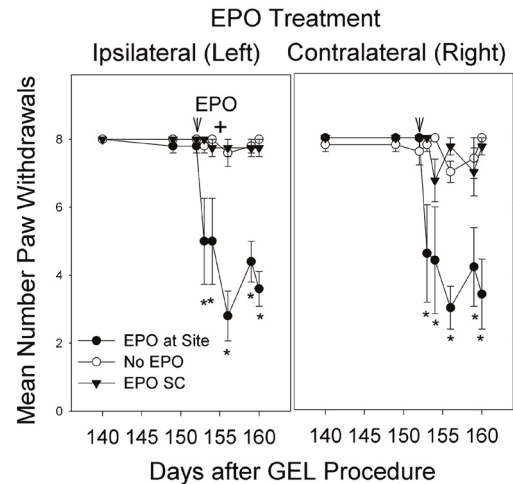 EPO Treatment
Ipsilateral (Left) Contralateral (Right)
Mean Number Paw Withdrawals
EPO
+
8
6
4
2
0
* *
*
*
*
*
*
*
*
*
EPO at Site
No EPO
EPO SC
140 145 150 155 160 140 145 150 155 160
Days after GEL Procedure